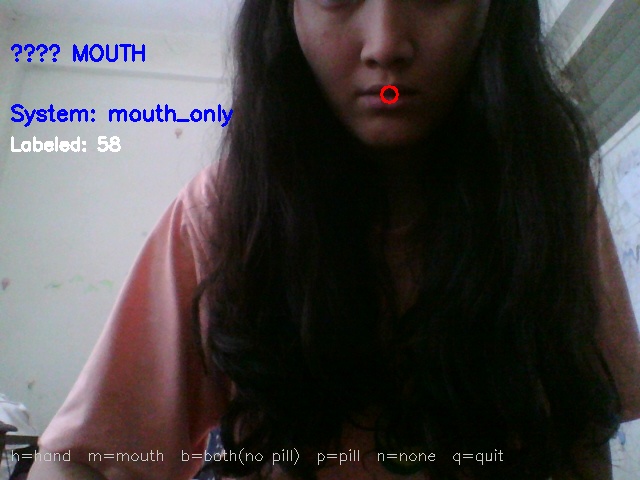 ???? MOUTH
System: mouth_only
Labeled: 58
h=hand m=mouth b=both(no pill) p=pill n=none q=quit